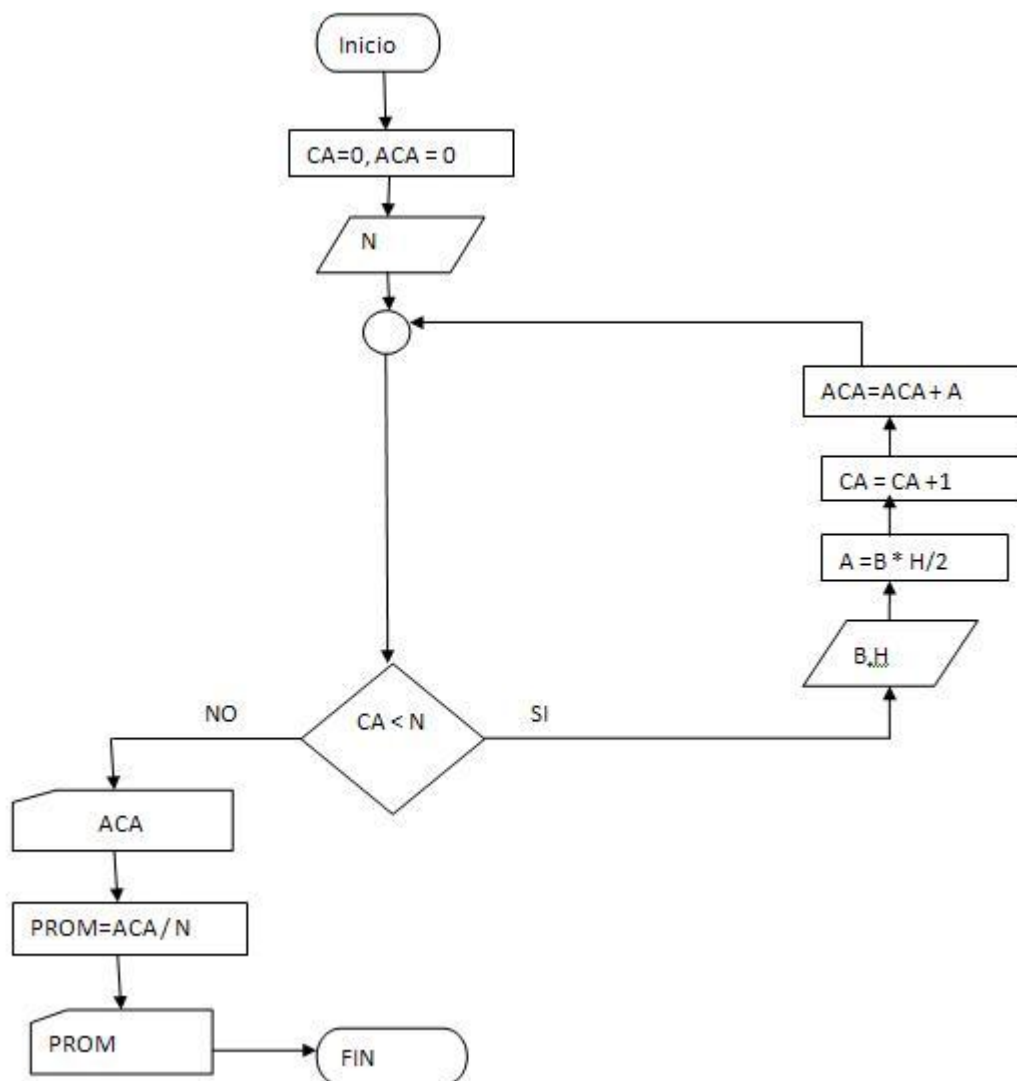 Inicio
CA=0, ACA = 0
N
ACA=ACA + A
CA = CA +1
A =B * H/2
B,H
CA < N
NO
SI
ACA
PROM=ACA / N
PROM
FIN